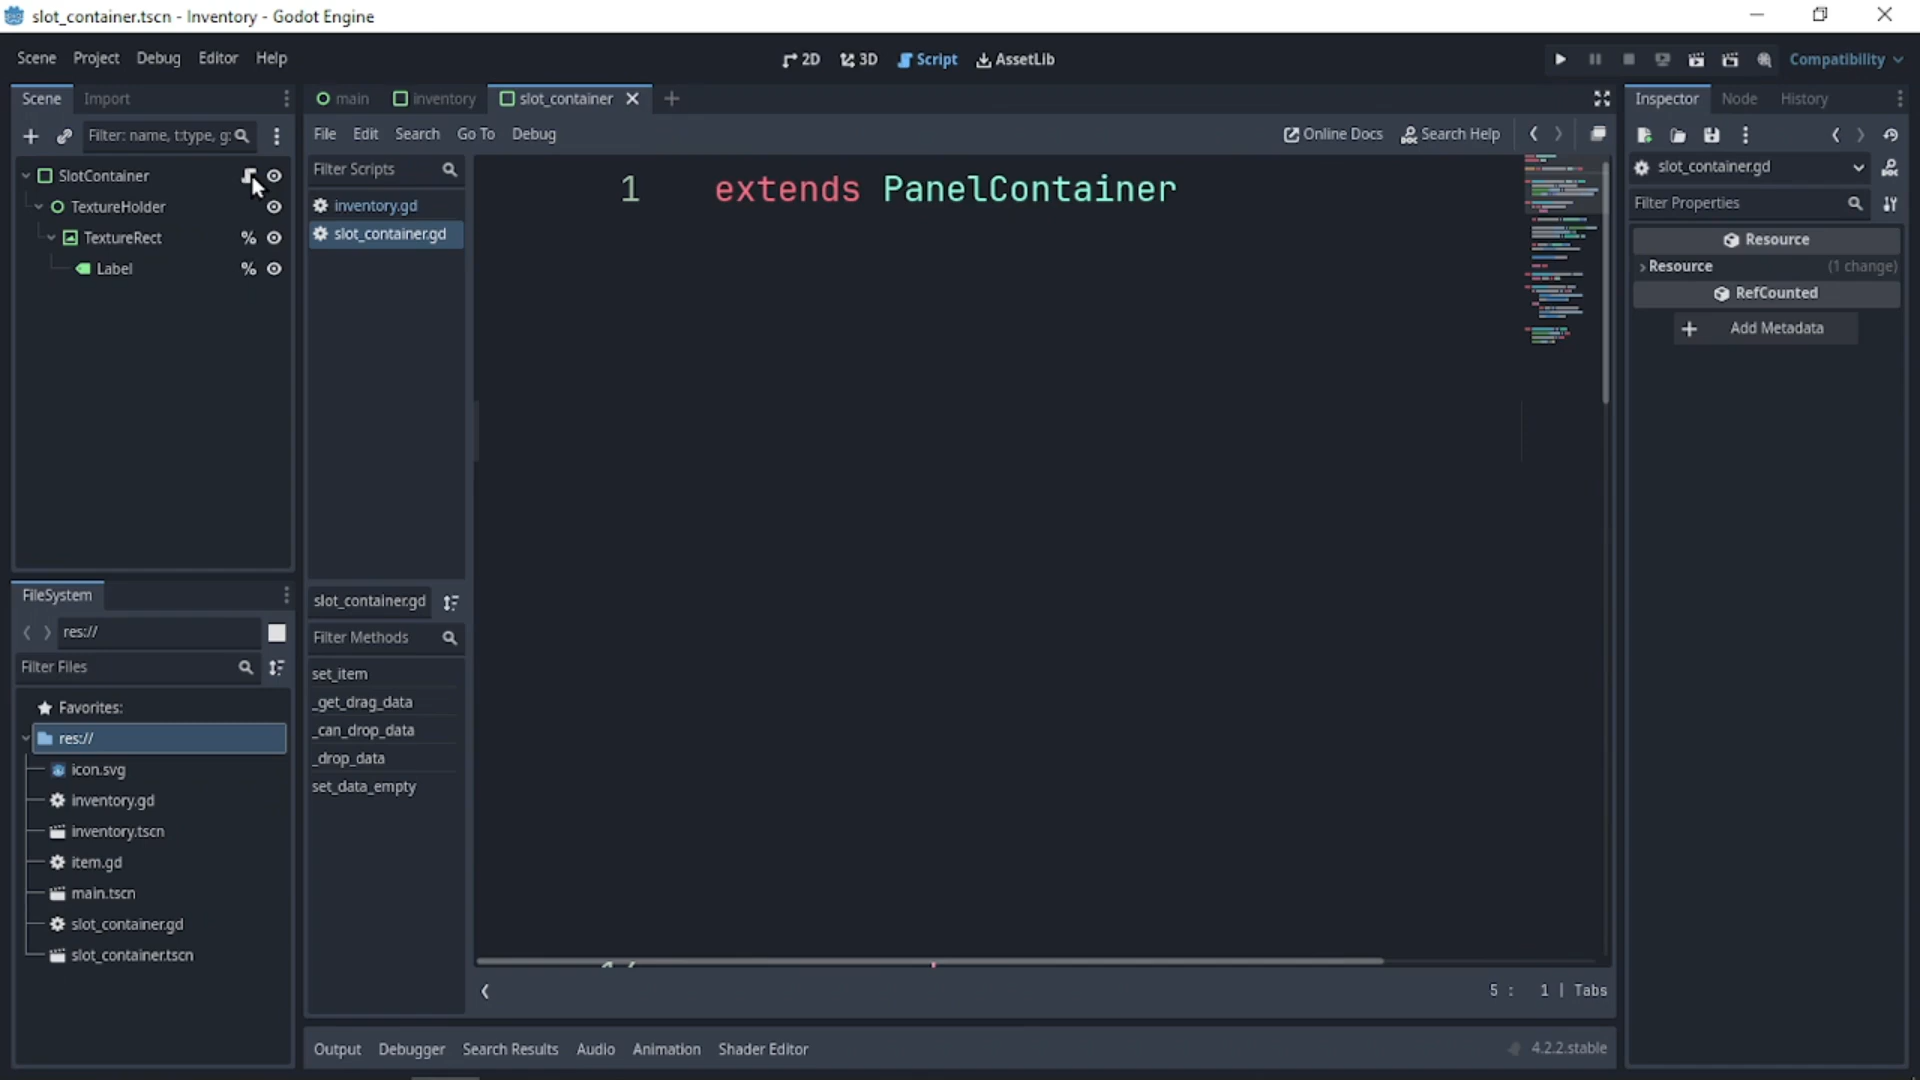 slot_container.tscn - Inventory - Godot Engine
Scene Project Debug Editor Help
2D 3D Script AssetLib
Compatibility
Scene Import
main inventory slot_container
Inspector Node History
Filter: name, t:type, g:
File Edit Search Go To Debug
Online Docs Search Help
SlotContainer
TextureHolder
TextureRect
Label
Filter Scripts
inventory.gd
slot_container.gd
1 extends PanelContainer
slot_container.gd
Filter Properties
Resource
Resource (1 change)
RefCounted
Add Metadata
FileSystem
res://
Filter Files
Favorites:
res://
icon.svg
inventory.gd
inventory.tscn
item.gd
main.tscn
slot_container.gd
slot_container.tscn
slot_container.gd
Filter Methods
set_item
_get_drag_data
_can_drop_data
_drop_data
set_data_empty
5 : 1 | Tabs
Output Debugger Search Results Audio Animation Shader Editor
4.2.2.stable